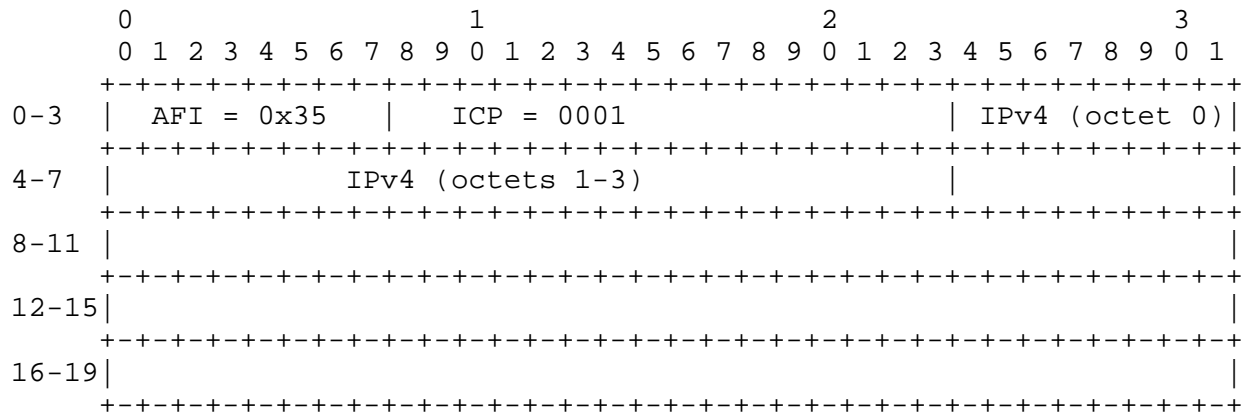 0                   1                   2                   3
       0 1 2 3 4 5 6 7 8 9 0 1 2 3 4 5 6 7 8 9 0 1 2 3 4 5 6 7 8 9 0 1
      +-+-+-+-+-+-+-+-+-+-+-+-+-+-+-+-+-+-+-+-+-+-+-+-+-+-+-+-+-+-+-+-+
0-3   |  AFI = 0x35   |   ICP = 0001                  | IPv4 (octet 0)|
      +-+-+-+-+-+-+-+-+-+-+-+-+-+-+-+-+-+-+-+-+-+-+-+-+-+-+-+-+-+-+-+-+
4-7   |             IPv4 (octets 1-3)                 |               |
      +-+-+-+-+-+-+-+-+-+-+-+-+-+-+-+-+-+-+-+-+-+-+-+-+-+-+-+-+-+-+-+-+
8-11  |                                                               |
      +-+-+-+-+-+-+-+-+-+-+-+-+-+-+-+-+-+-+-+-+-+-+-+-+-+-+-+-+-+-+-+-+
12-15|                                                                |
      +-+-+-+-+-+-+-+-+-+-+-+-+-+-+-+-+-+-+-+-+-+-+-+-+-+-+-+-+-+-+-+-+
16-19|                                                                |
      +-+-+-+-+-+-+-+-+-+-+-+-+-+-+-+-+-+-+-+-+-+-+-+-+-+-+-+-+-+-+-+-+